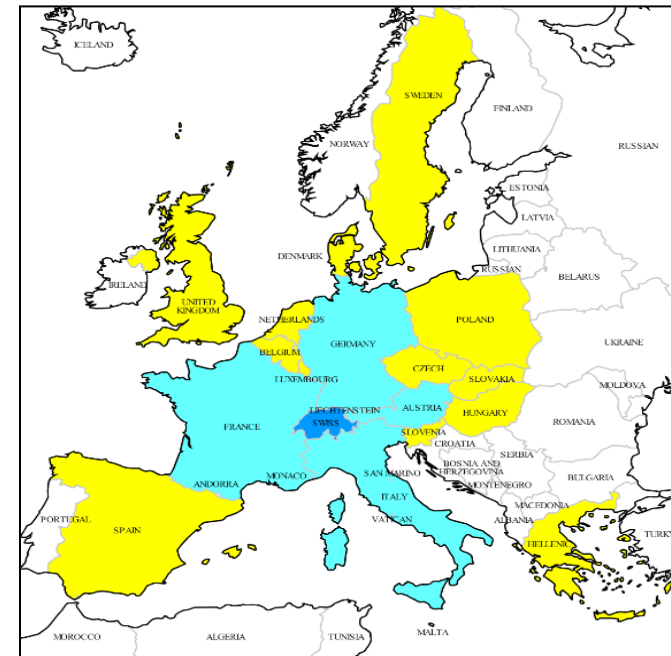 ICELAND
SWEDEN
FINLAND
NORWAY
RUSSIAN
ESTONIA
LATVIA
DENMARK
LITHUANIA
RUSSIAN
BELARUS
IRELAND
UNITED
KINGDOM
NETHERLANDS
POLAND
BELGIUM
GERMANY
UKRAINE
CZECH
LUXEMBOURG
SLOVAKIA
MOLDOVA
LIECHTENSTEIN
AUSTRIA
HUNGARY
FRANCE
SWISS
SLOVENIA
ROMANIA
CROATIA
SERBIA
BOSNIA AND
HERZEGOVINA
MONACO
SAN MARINO
BULGARIA
ANDORRA
MONTENEGRO
ITALY
MACEDONIA
PORTUGAL
SPAIN
VATICAN
ALBANIA
TURKY
HELLENIC
MALTA
MOROCCO
ALGERIA
TUNISIA